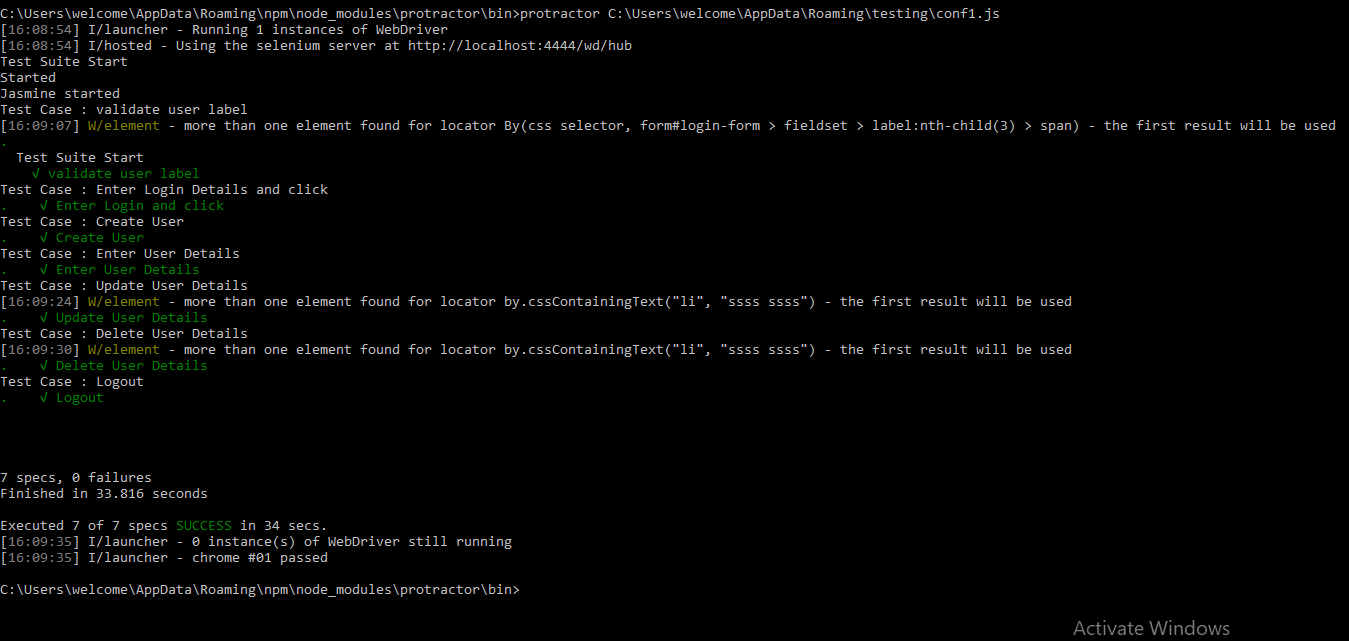 C:\Users\welcome\AppData\Roaming\npm\node_modules\protractor\bin>protractor C:\Users\welcome\AppData\Roaming\testing\conf1.js
[16:08:54] I/launcher - Running 1 instances of WebDriver
[16:08:54] I/hosted - Using the selenium server at http://localhost:4444/wd/hub
Test Suite Start
Started
Jasmine started
Test Case : validate user label
[16:09:07] W/element - more than one element found for locator By(css selector, form#login-form > fieldset > label:nth-child(3) > span) - the first result will be used
.
  Test Suite Start
    √ validate user label
Test Case : Enter Login Details and click
.    √ Enter Login and click
Test Case : Create User
.    √ Create User
Test Case : Enter User Details
.    √ Enter User Details
Test Case : Update User Details
[16:09:24] W/element - more than one element found for locator by.cssContainingText("li", "ssss ssss") - the first result will be used
.    √ Update User Details
Test Case : Delete User Details
[16:09:30] W/element - more than one element found for locator by.cssContainingText("li", "ssss ssss") - the first result will be used
.    √ Delete User Details
Test Case : Logout
.    √ Logout
7 specs, 0 failures
Finished in 33.816 seconds
Executed 7 of 7 specs SUCCESS in 34 secs.
[16:09:35] I/launcher - 0 instance(s) of WebDriver still running
[16:09:35] I/launcher - chrome #01 passed
C:\Users\welcome\AppData\Roaming\npm\node_modules\protractor\bin>
Activate Windows